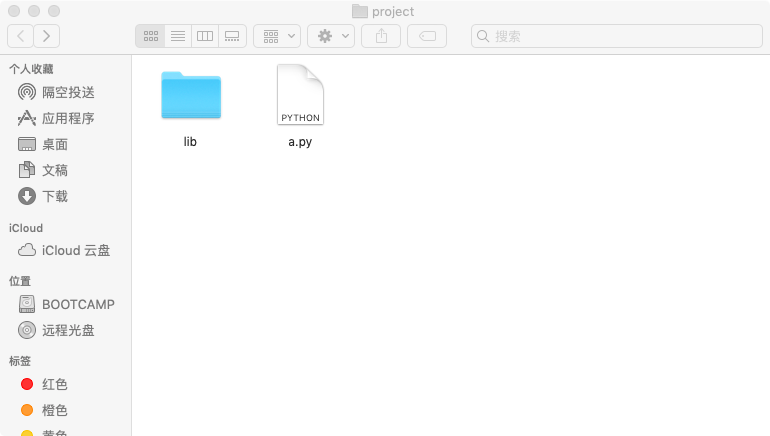 project
搜索
个人收藏
隔空投送
应用程序
桌面
文稿
下载
iCloud
iCloud 云盘
位置
BOOTCAMP
远程光盘
标签
红色
橙色
黄色
PYTHON
lib
a.py